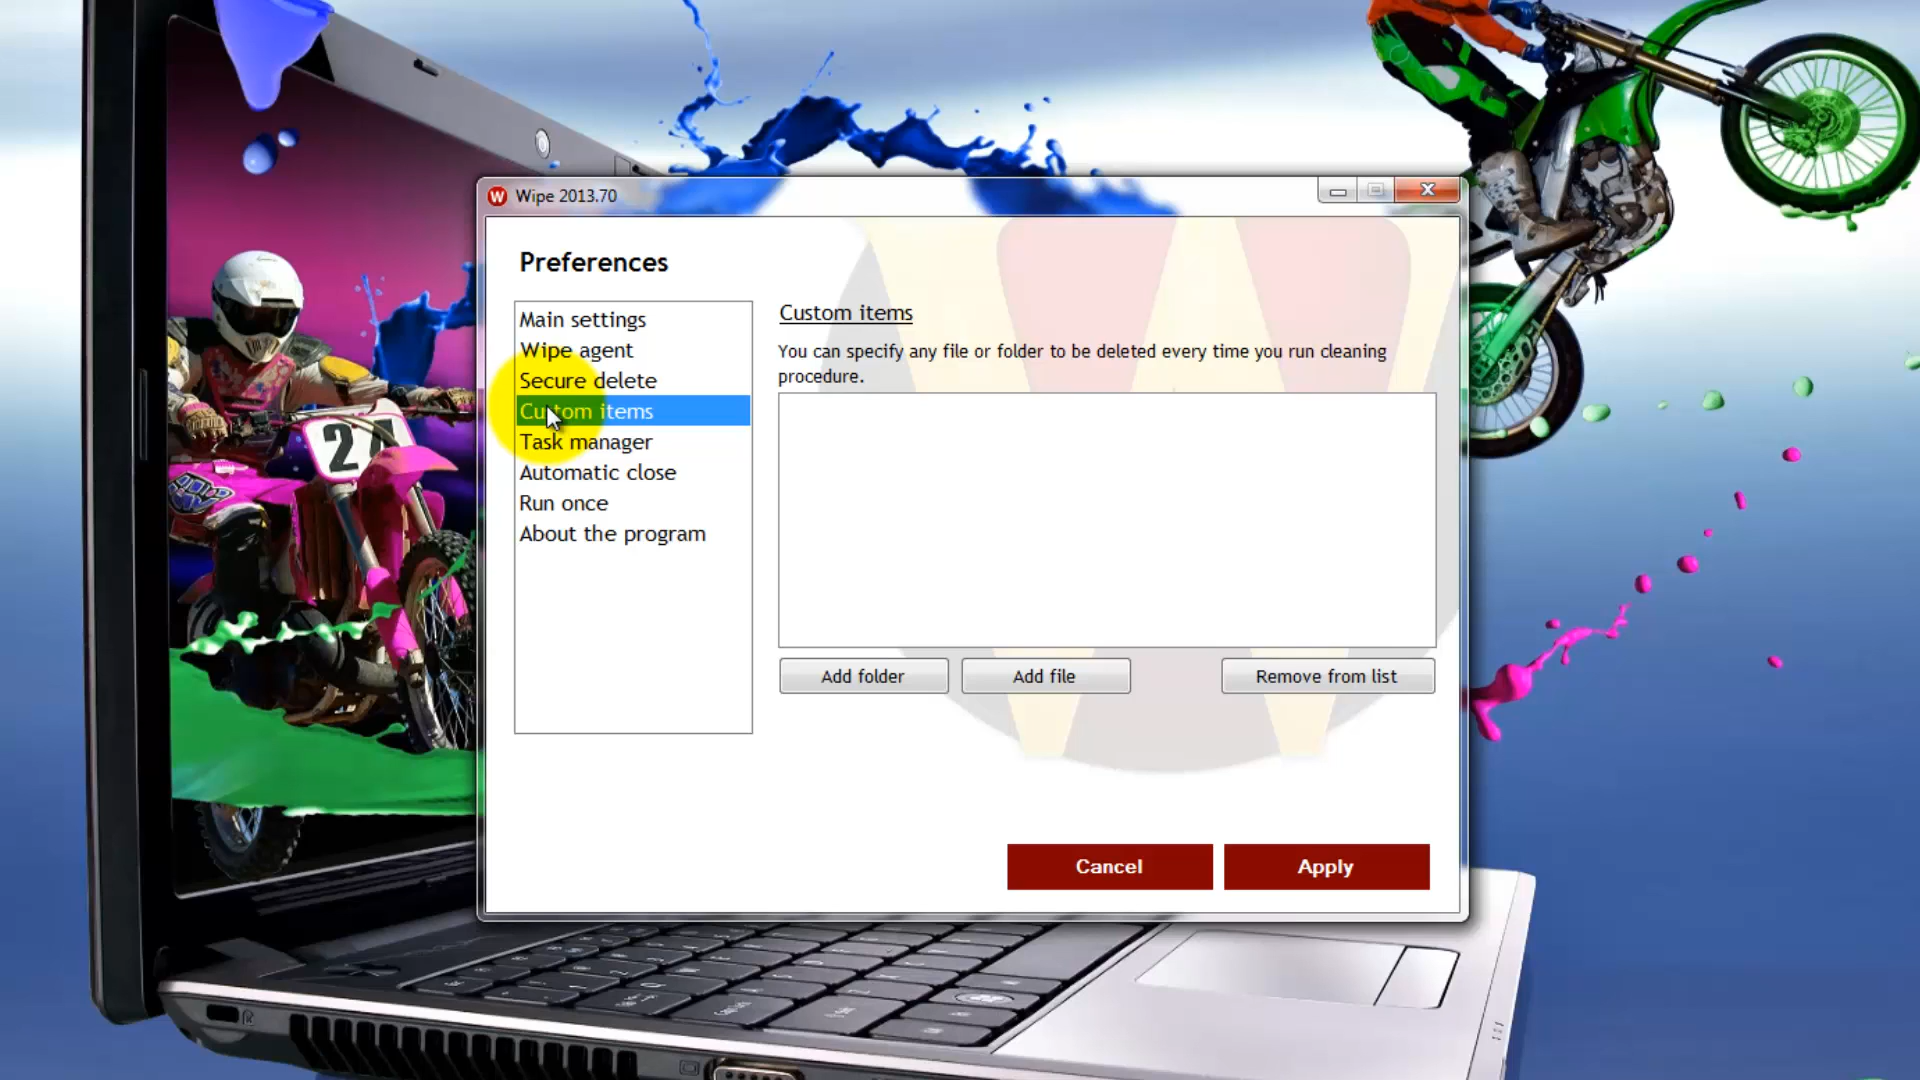 W Wipe 2013.70
Preferences
Main settings
Wipe agent
Secure delete
Custom items
Task manager
Automatic close
Run once
About the program
Custom items
You can specify any file or folder to be deleted every time you run cleaning
procedure.
Add folder
Add file
Remove from list
Cancel
Apply
24